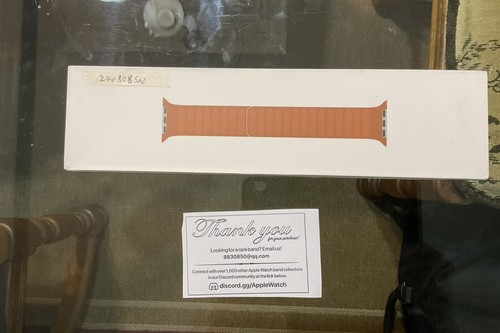 240808SN
Thank you
for your purchase!
Looking for a rare band? Email us!
8830850@qq.com
Connect with over 1,000 other Apple Watch band collectors
in our Discord community at the link below.
discord.gg/AppleWatch